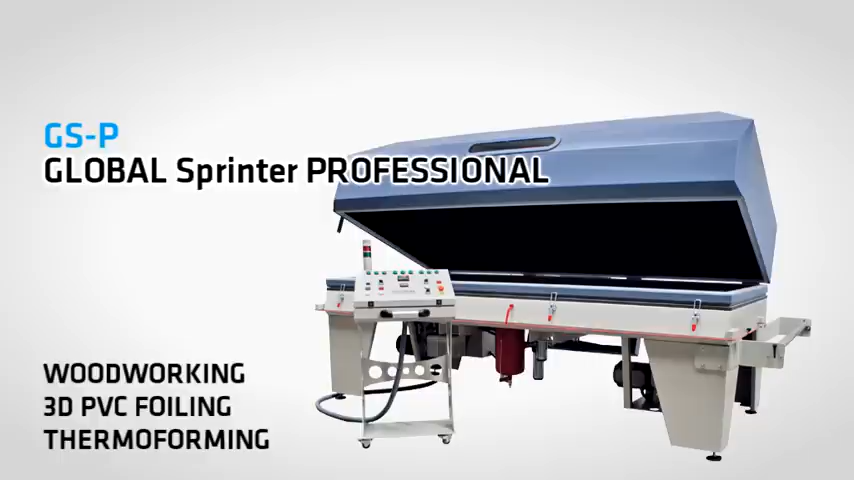 GS-P
GLOBAL Sprinter PROFESSIONAL
WOODWORKING
3D PVC FOILING
THERMOFORMING